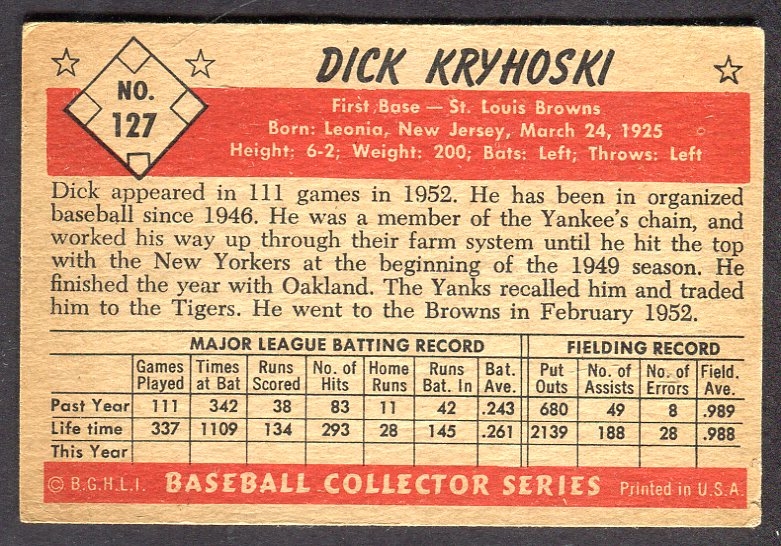 NO. 127
DICK KRYHOSKI
First Base — St. Louis Browns
Born: Leonia, New Jersey, March 24, 1925
Height: 6-2; Weight: 200; Bats: Left; Throws: Left
Dick appeared in 111 games in 1952. He has been in organized
baseball since 1946. He was a member of the Yankee's chain, and
worked his way up through their farm system until he hit the top
with the New Yorkers at the beginning of the 1949 season. He
finished the year with Oakland. The Yanks recalled him and traded
him to the Tigers. He went to the Browns in February 1952.
MAJOR LEAGUE BATTING RECORD FIELDING RECORD
Games Times Runs No. of Home Runs Bat. Put No. of No. of Field.
Played at Bat Scored Hits Runs Bat. In Ave. Outs Assists Errors Ave.
Past Year 111 342 38 83 11 42 .243 680 49 8 .989
Life time 337 1109 134 293 28 145 .261 2139 188 28 .988
This Year
© B.G.H.L.I. BASEBALL COLLECTOR SERIES Printed in U.S.A.